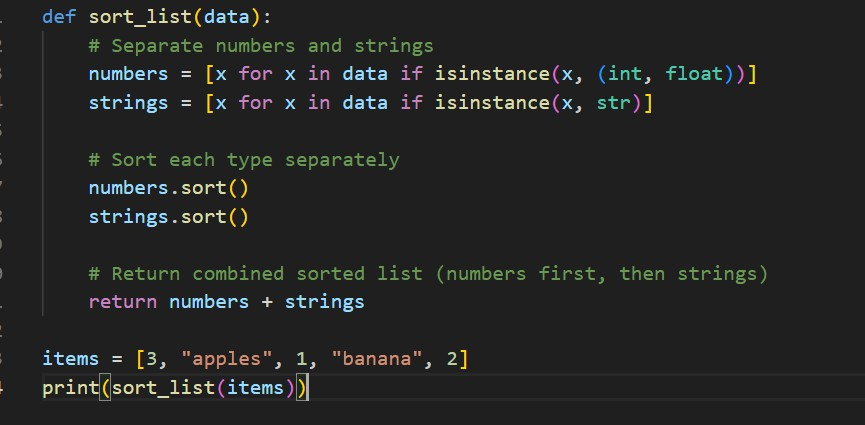 def sort_list(data):
    # Separate numbers and strings
    numbers = [x for x in data if isinstance(x, (int, float))]
    strings = [x for x in data if isinstance(x, str)]

    # Sort each type separately
    numbers.sort()
    strings.sort()

    # Return combined sorted list (numbers first, then strings)
    return numbers + strings

items = [3, "apples", 1, "banana", 2]
print(sort_list(items))